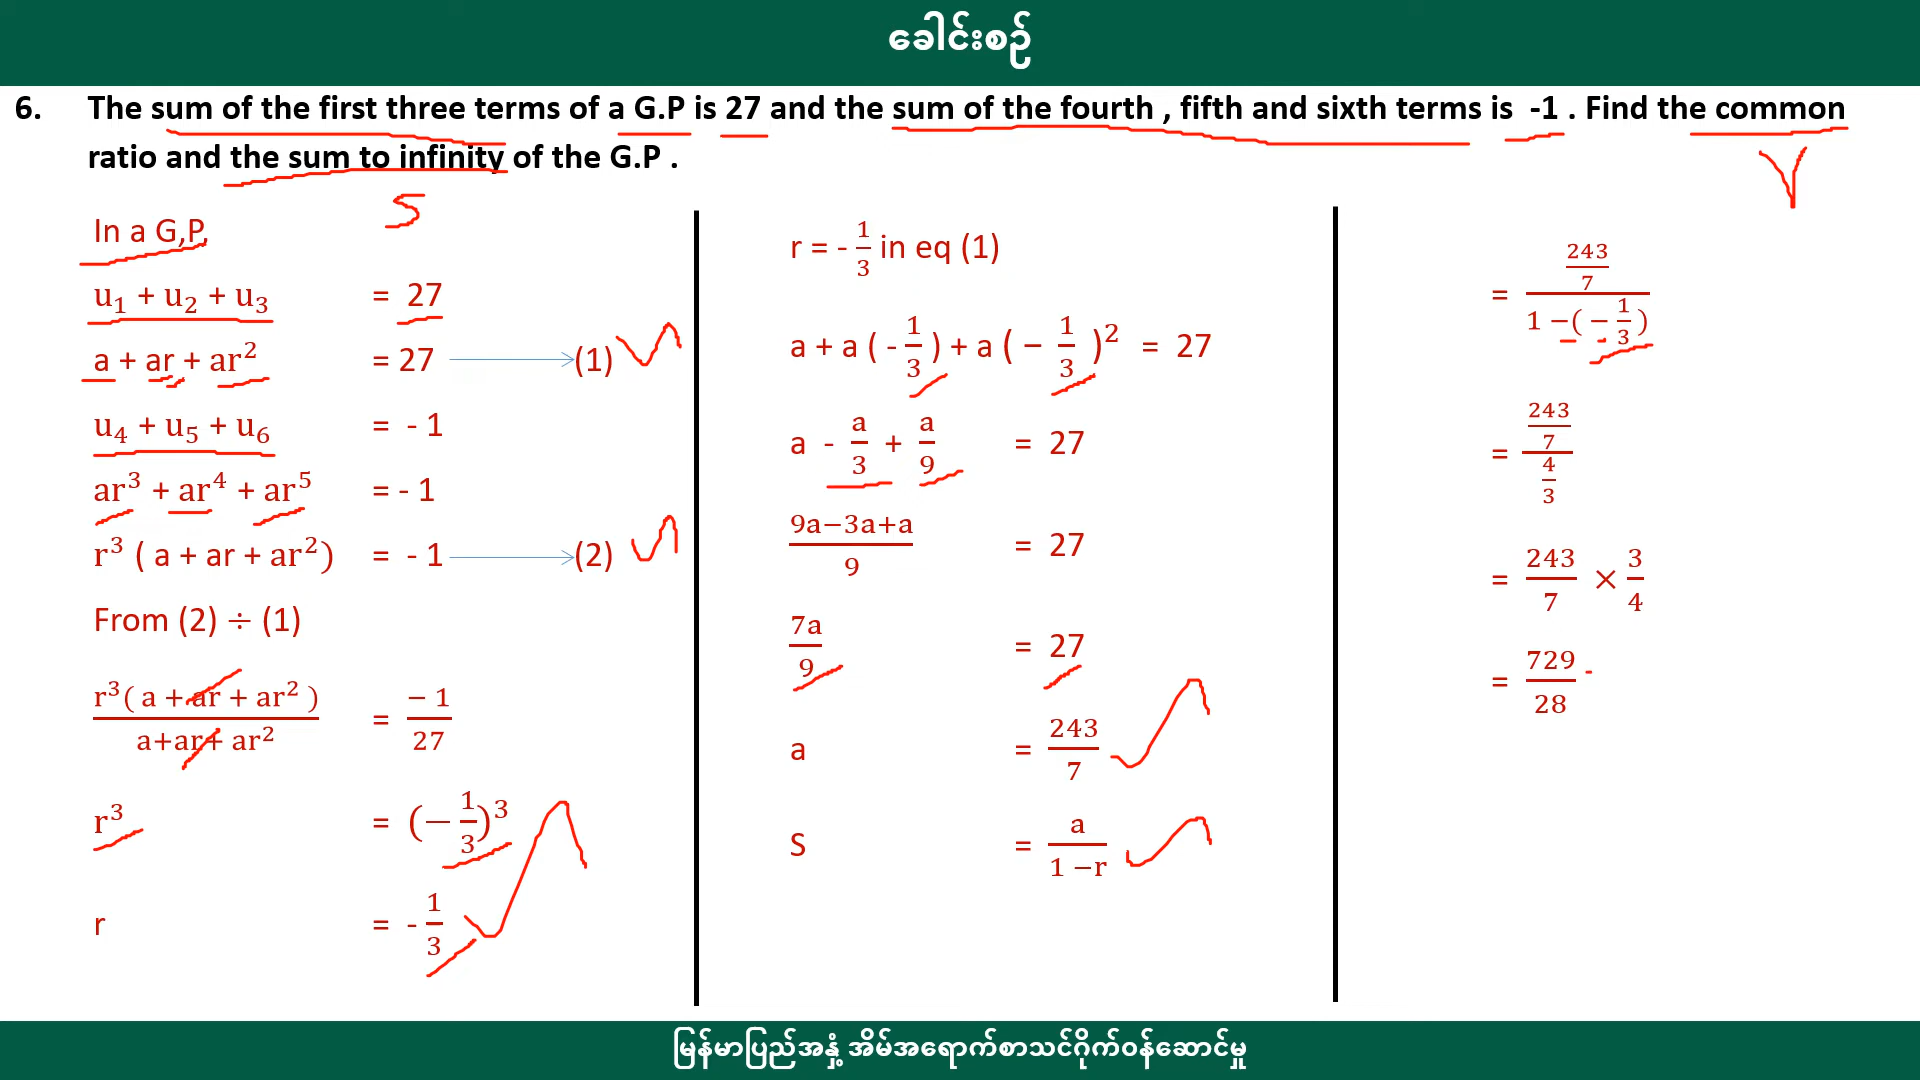 ခေါင်းစဉ်
6. The sum of the first three terms of a G.P is 27 and the sum of the fourth , fifth and sixth terms is -1 . Find the common
ratio and the sum to infinity of the G.P .
S
r
In a G,P,
u₁ + u₂ + u₃ = 27
a + ar + ar² = 27 → (1)
u₄ + u₅ + u₆ = - 1
ar³ + ar⁴ + ar⁵ = - 1
r³ ( a + ar + ar²) = - 1 → (2)
From (2) ÷ (1)
r³( a + ar + ar² ) / a+ar+ ar² = − 1 / 27
r³ = (− 1/3)³
r = - 1/3
r = - 1/3 in eq (1)
a + a ( - 1/3 ) + a ( − 1/3 )² = 27
a - a/3 + a/9 = 27
9a−3a+a / 9 = 27
7a/9 = 27
a = 243/7
S = a / 1 −r
= 243/7 / 1 −( − 1/3 )
= 243/7 / 4/3
= 243/7 × 3/4
= 729/28
မြန်မာပြည်အနှံ့ အိမ်အရောက်စာသင်ဂိုက်ဝန်ဆောင်မှု